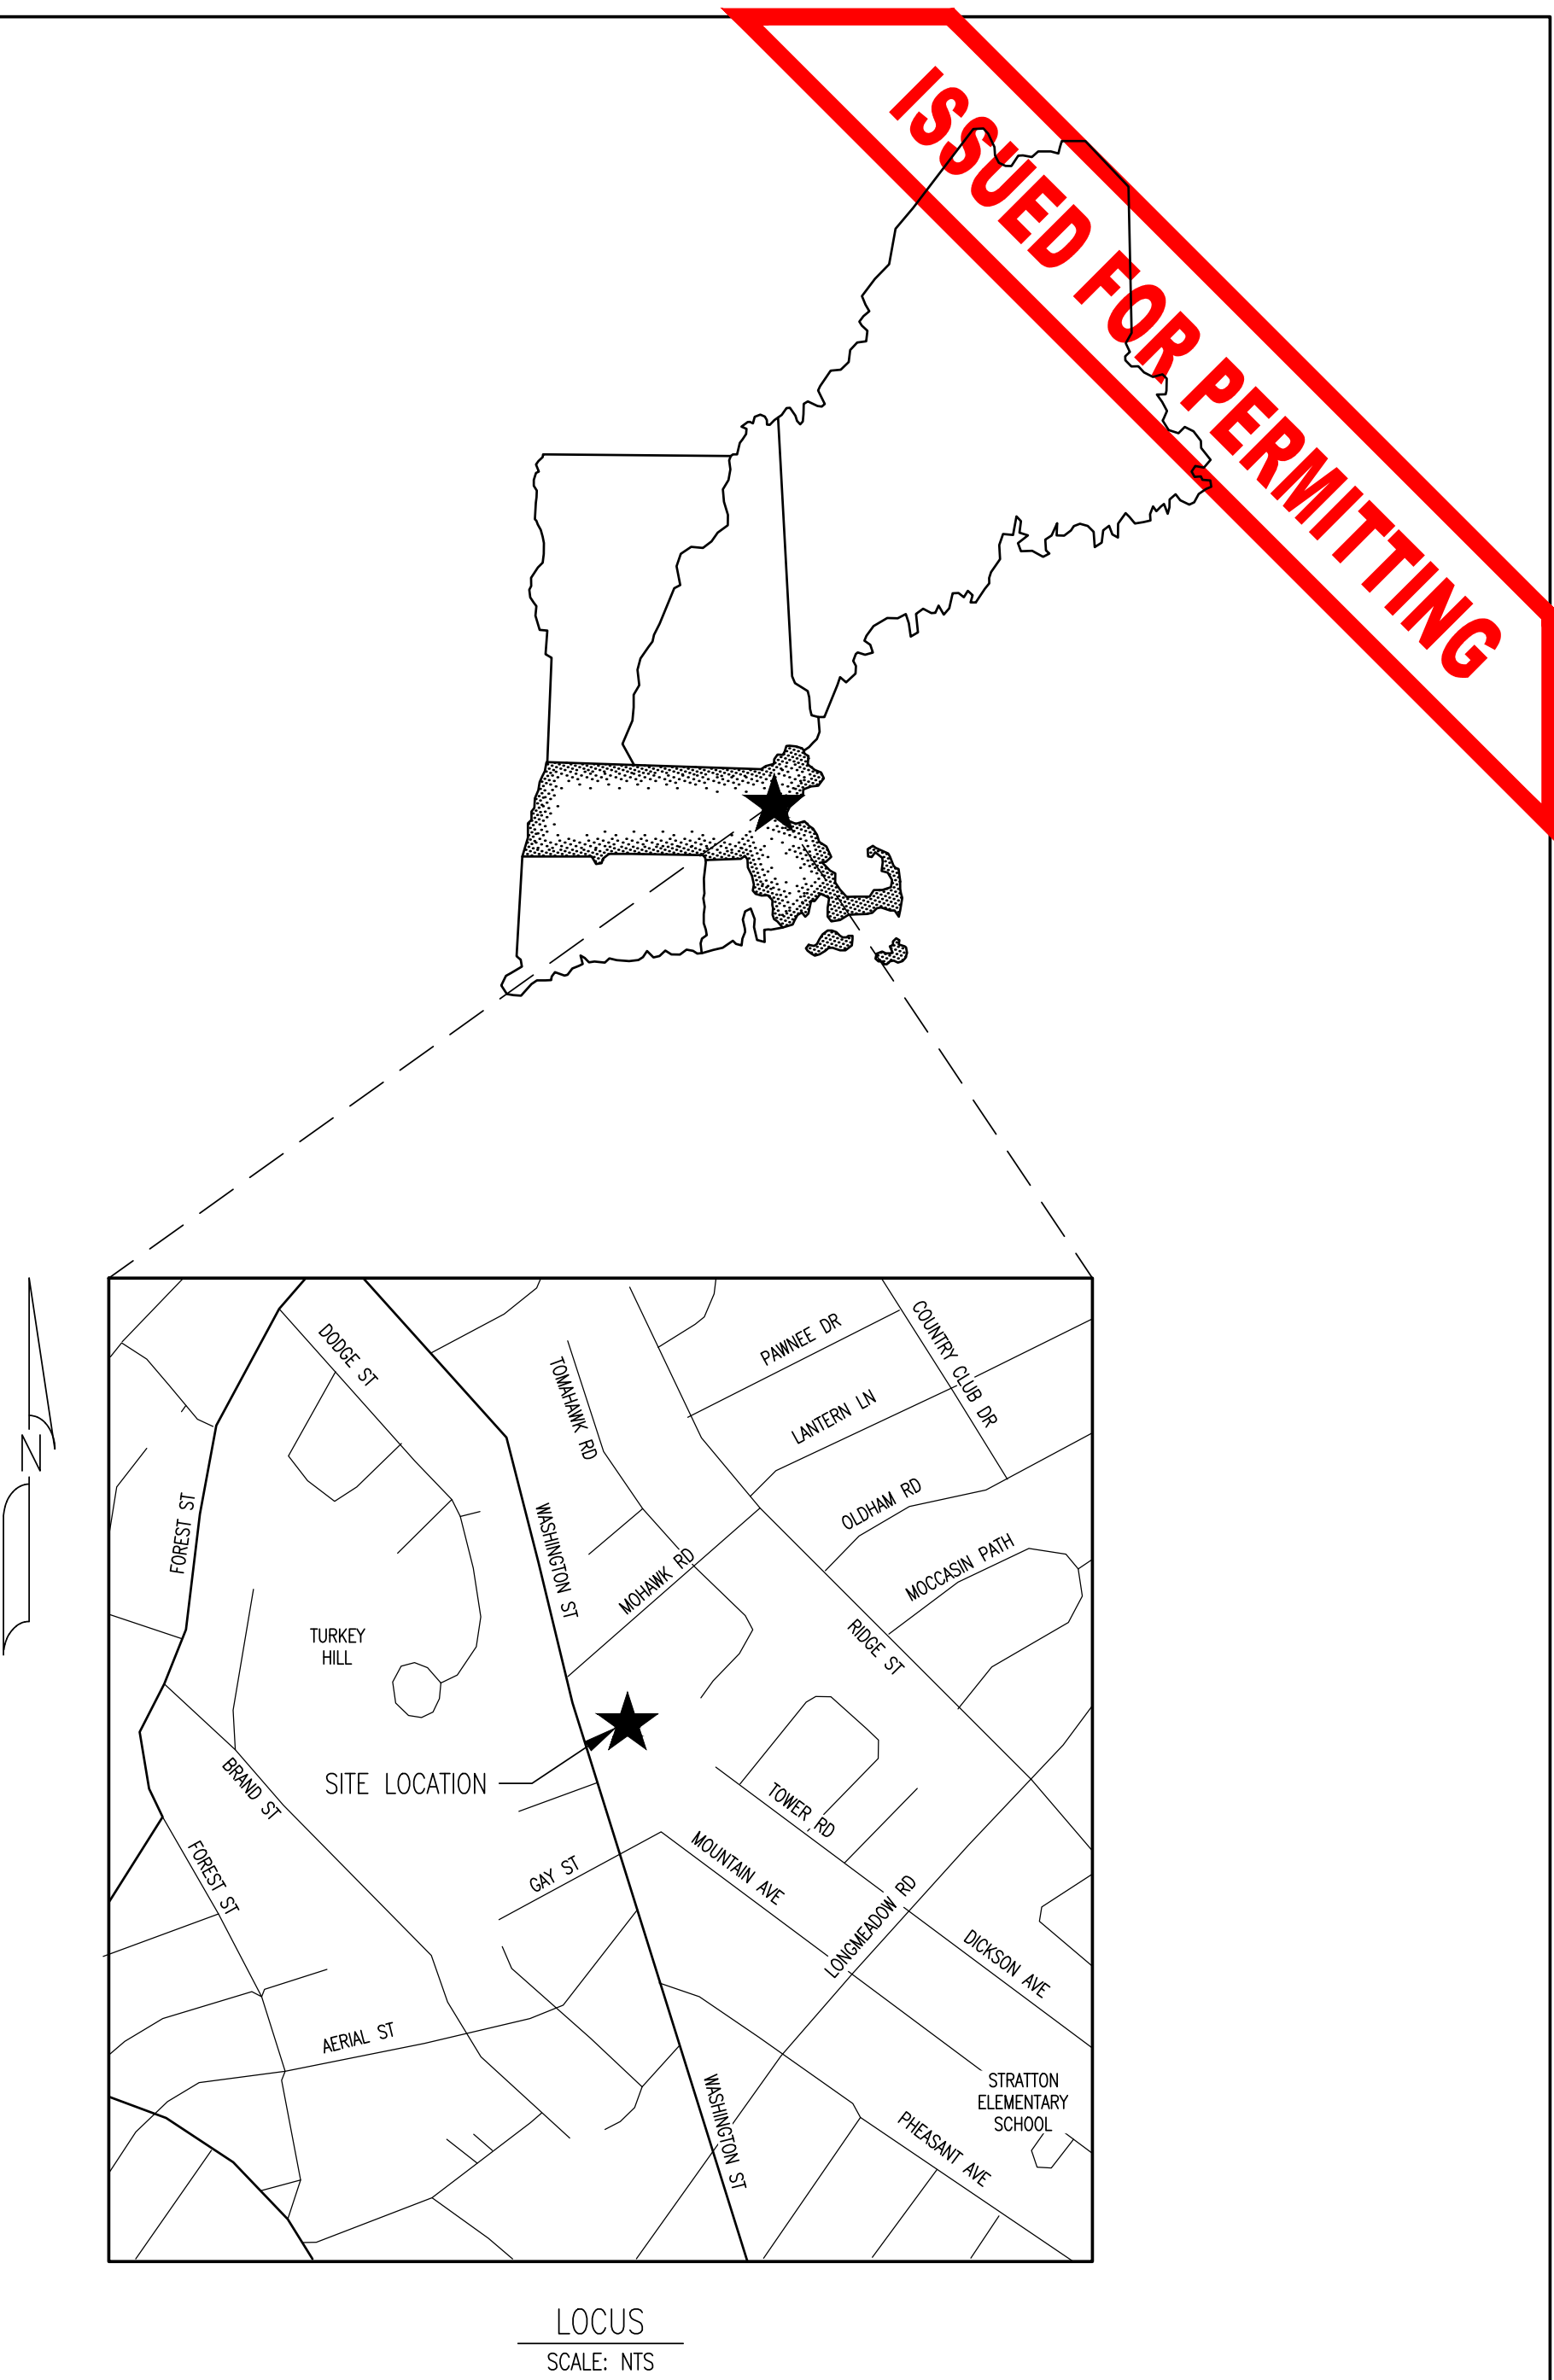 ISSUED FOR PERMITTING
N
DODGE ST
TOMAHAWK RD
PAWNEE DR
COUNTRY CLUB DR
LANTERN LN
OLDHAM RD
FOREST ST
WASHINGTON ST
MOHAWK RD
MOCCASIN PATH
TURKEY
HILL
RIDGE ST
SITE LOCATION
BRAND ST
TOWER RD
FOREST ST
GAY ST
MOUNTAIN AVE
LONGMEADOW RD
DICKSON AVE
AERIAL ST
STRATTON
ELEMENTARY
SCHOOL
WASHINGTON ST
PHEASANT AVE
LOCUS
SCALE: NTS